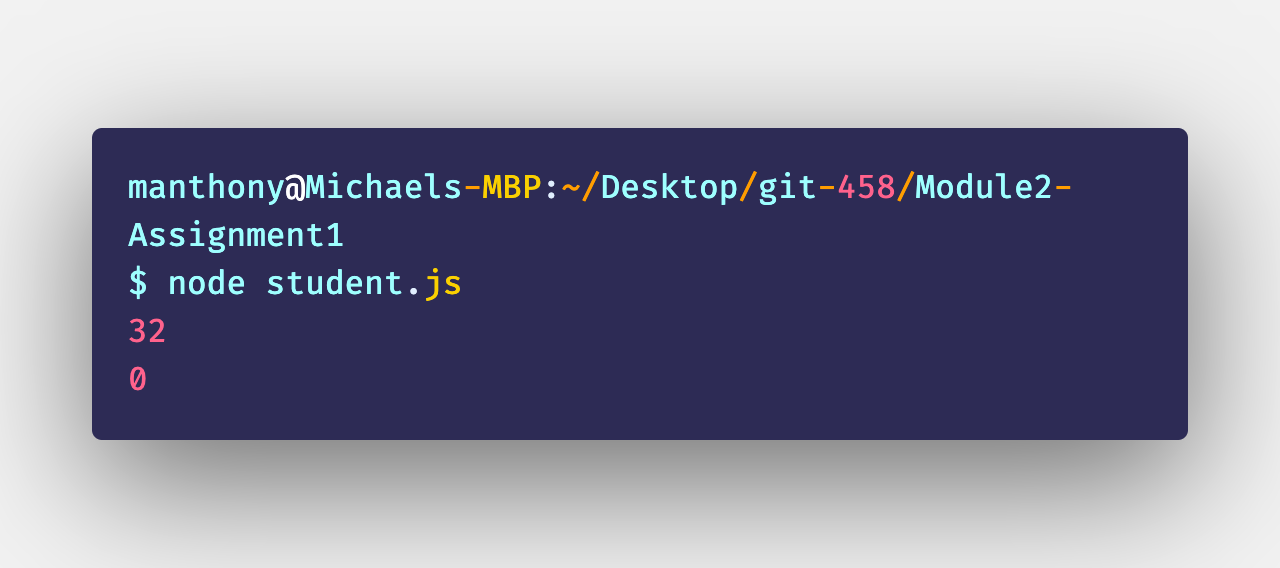 manthony@Michaels-MBP:~/Desktop/git-458/Module2-
Assignment1
$ node student.js
32
0